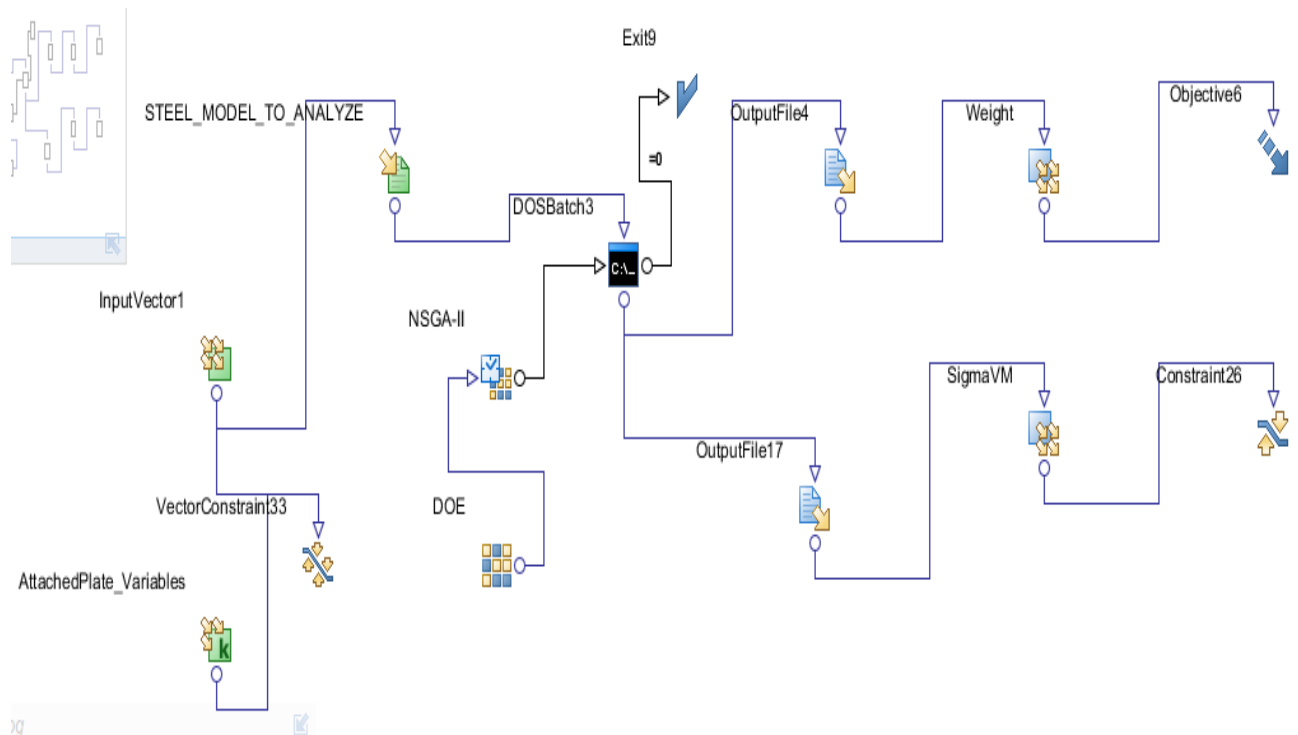 Exit9
Objective6
STEEL_MODEL_TO_ANALYZE
OutputFile4
Weight
=0
DOSBatch3
C:\_
InputVector1
NSGA-II
SigmaVM
Constraint26
OutputFile17
VectorConstraint33
DOE
AttachedPlate_Variables
k